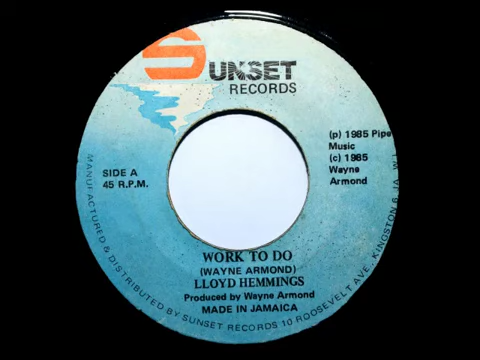 SUNSET
RECORDS
(p) 1985 Pipe
Music
(c) 1985
Wayne
Armond
SIDE A
45 R.P.M.
WORK TO DO
(WAYNE ARMOND)
LLOYD HEMMINGS
Produced by Wayne Armond
MADE IN JAMAICA
MANUFACTURED & DISTRIBUTED BY SUNSET RECORDS 10 ROOSEVELT AVE., KINGSTON 6, JA. W.I.